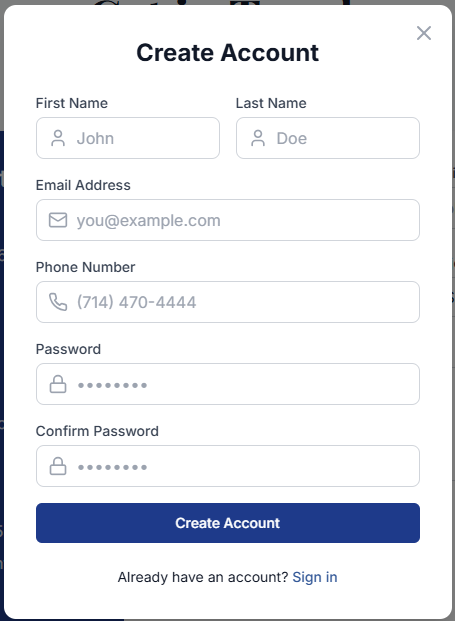 Create Account
First Name
Last Name
John
Doe
Email Address
you@example.com
Phone Number
(714) 470-4444
Password
••••••••
Confirm Password
••••••••
Create Account
Already have an account? Sign in